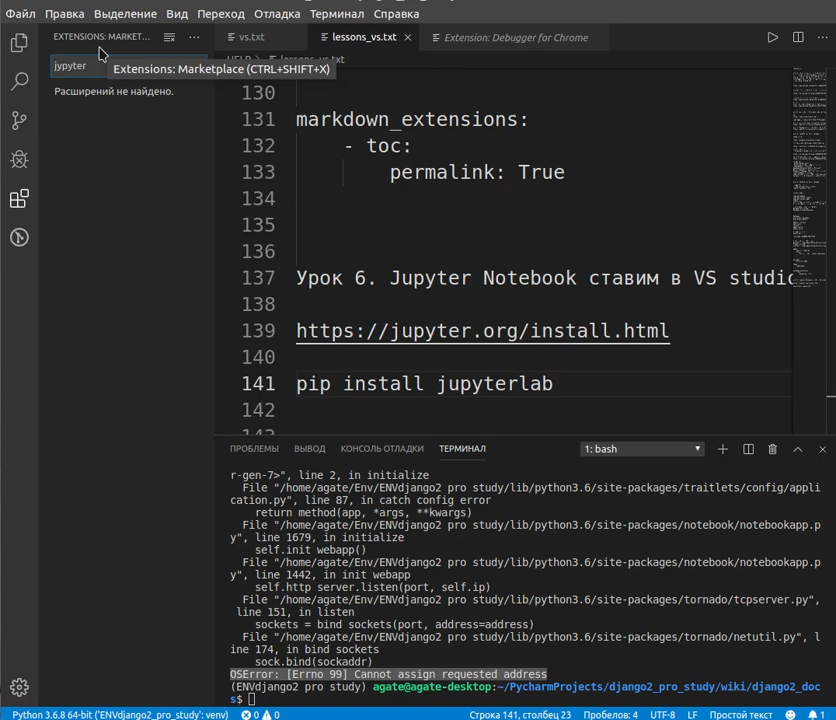 Файл Правка Выделение Вид Переход Отладка Терминал Справка
EXTENSIONS: MARKET...
vs.txt
lessons_vs.txt
Extension: Debugger for Chrome
jypyter
Extensions: Marketplace (CTRL+SHIFT+X)
Расширений не найдено.
130
131 markdown_extensions:
132 - toc:
133 permalink: True
134
135
136
137 Урок 6. Jupyter Notebook ставим в VS studio
138
139 https://jupyter.org/install.html
140
141 pip install jupyterlab
142
ПРОБЛЕМЫ ВЫВОД КОНСОЛЬ ОТЛАДКИ ТЕРМИНАЛ 1: bash
r-gen-7>", line 2, in initialize
File "/home/agate/Env/ENVdjango2 pro study/lib/python3.6/site-packages/traitlets/config/appli
cation.py", line 87, in catch config error
return method(app, *args, **kwargs)
File "/home/agate/Env/ENVdjango2 pro study/lib/python3.6/site-packages/notebook/notebookapp.p
y", line 1679, in initialize
self.init webapp()
File "/home/agate/Env/ENVdjango2 pro study/lib/python3.6/site-packages/notebook/notebookapp.p
y", line 1442, in init webapp
self.http server.listen(port, self.ip)
File "/home/agate/Env/ENVdjango2 pro study/lib/python3.6/site-packages/tornado/tcpserver.py",
line 151, in listen
sockets = bind sockets(port, address=address)
File "/home/agate/Env/ENVdjango2 pro study/lib/python3.6/site-packages/tornado/netutil.py", l
ine 174, in bind sockets
sock.bind(sockaddr)
OSError: [Errno 99] Cannot assign requested address
(ENVdjango2 pro study) agate@agate-desktop:~/PycharmProjects/django2_pro_study/wiki/django2_doc
s$
Python 3.6.8 64-bit ('ENVdjango2_pro_study': venv) 0 0 Строка 141, столбец 23 Пробелов: 4 UTF-8 LF Простой текст 1